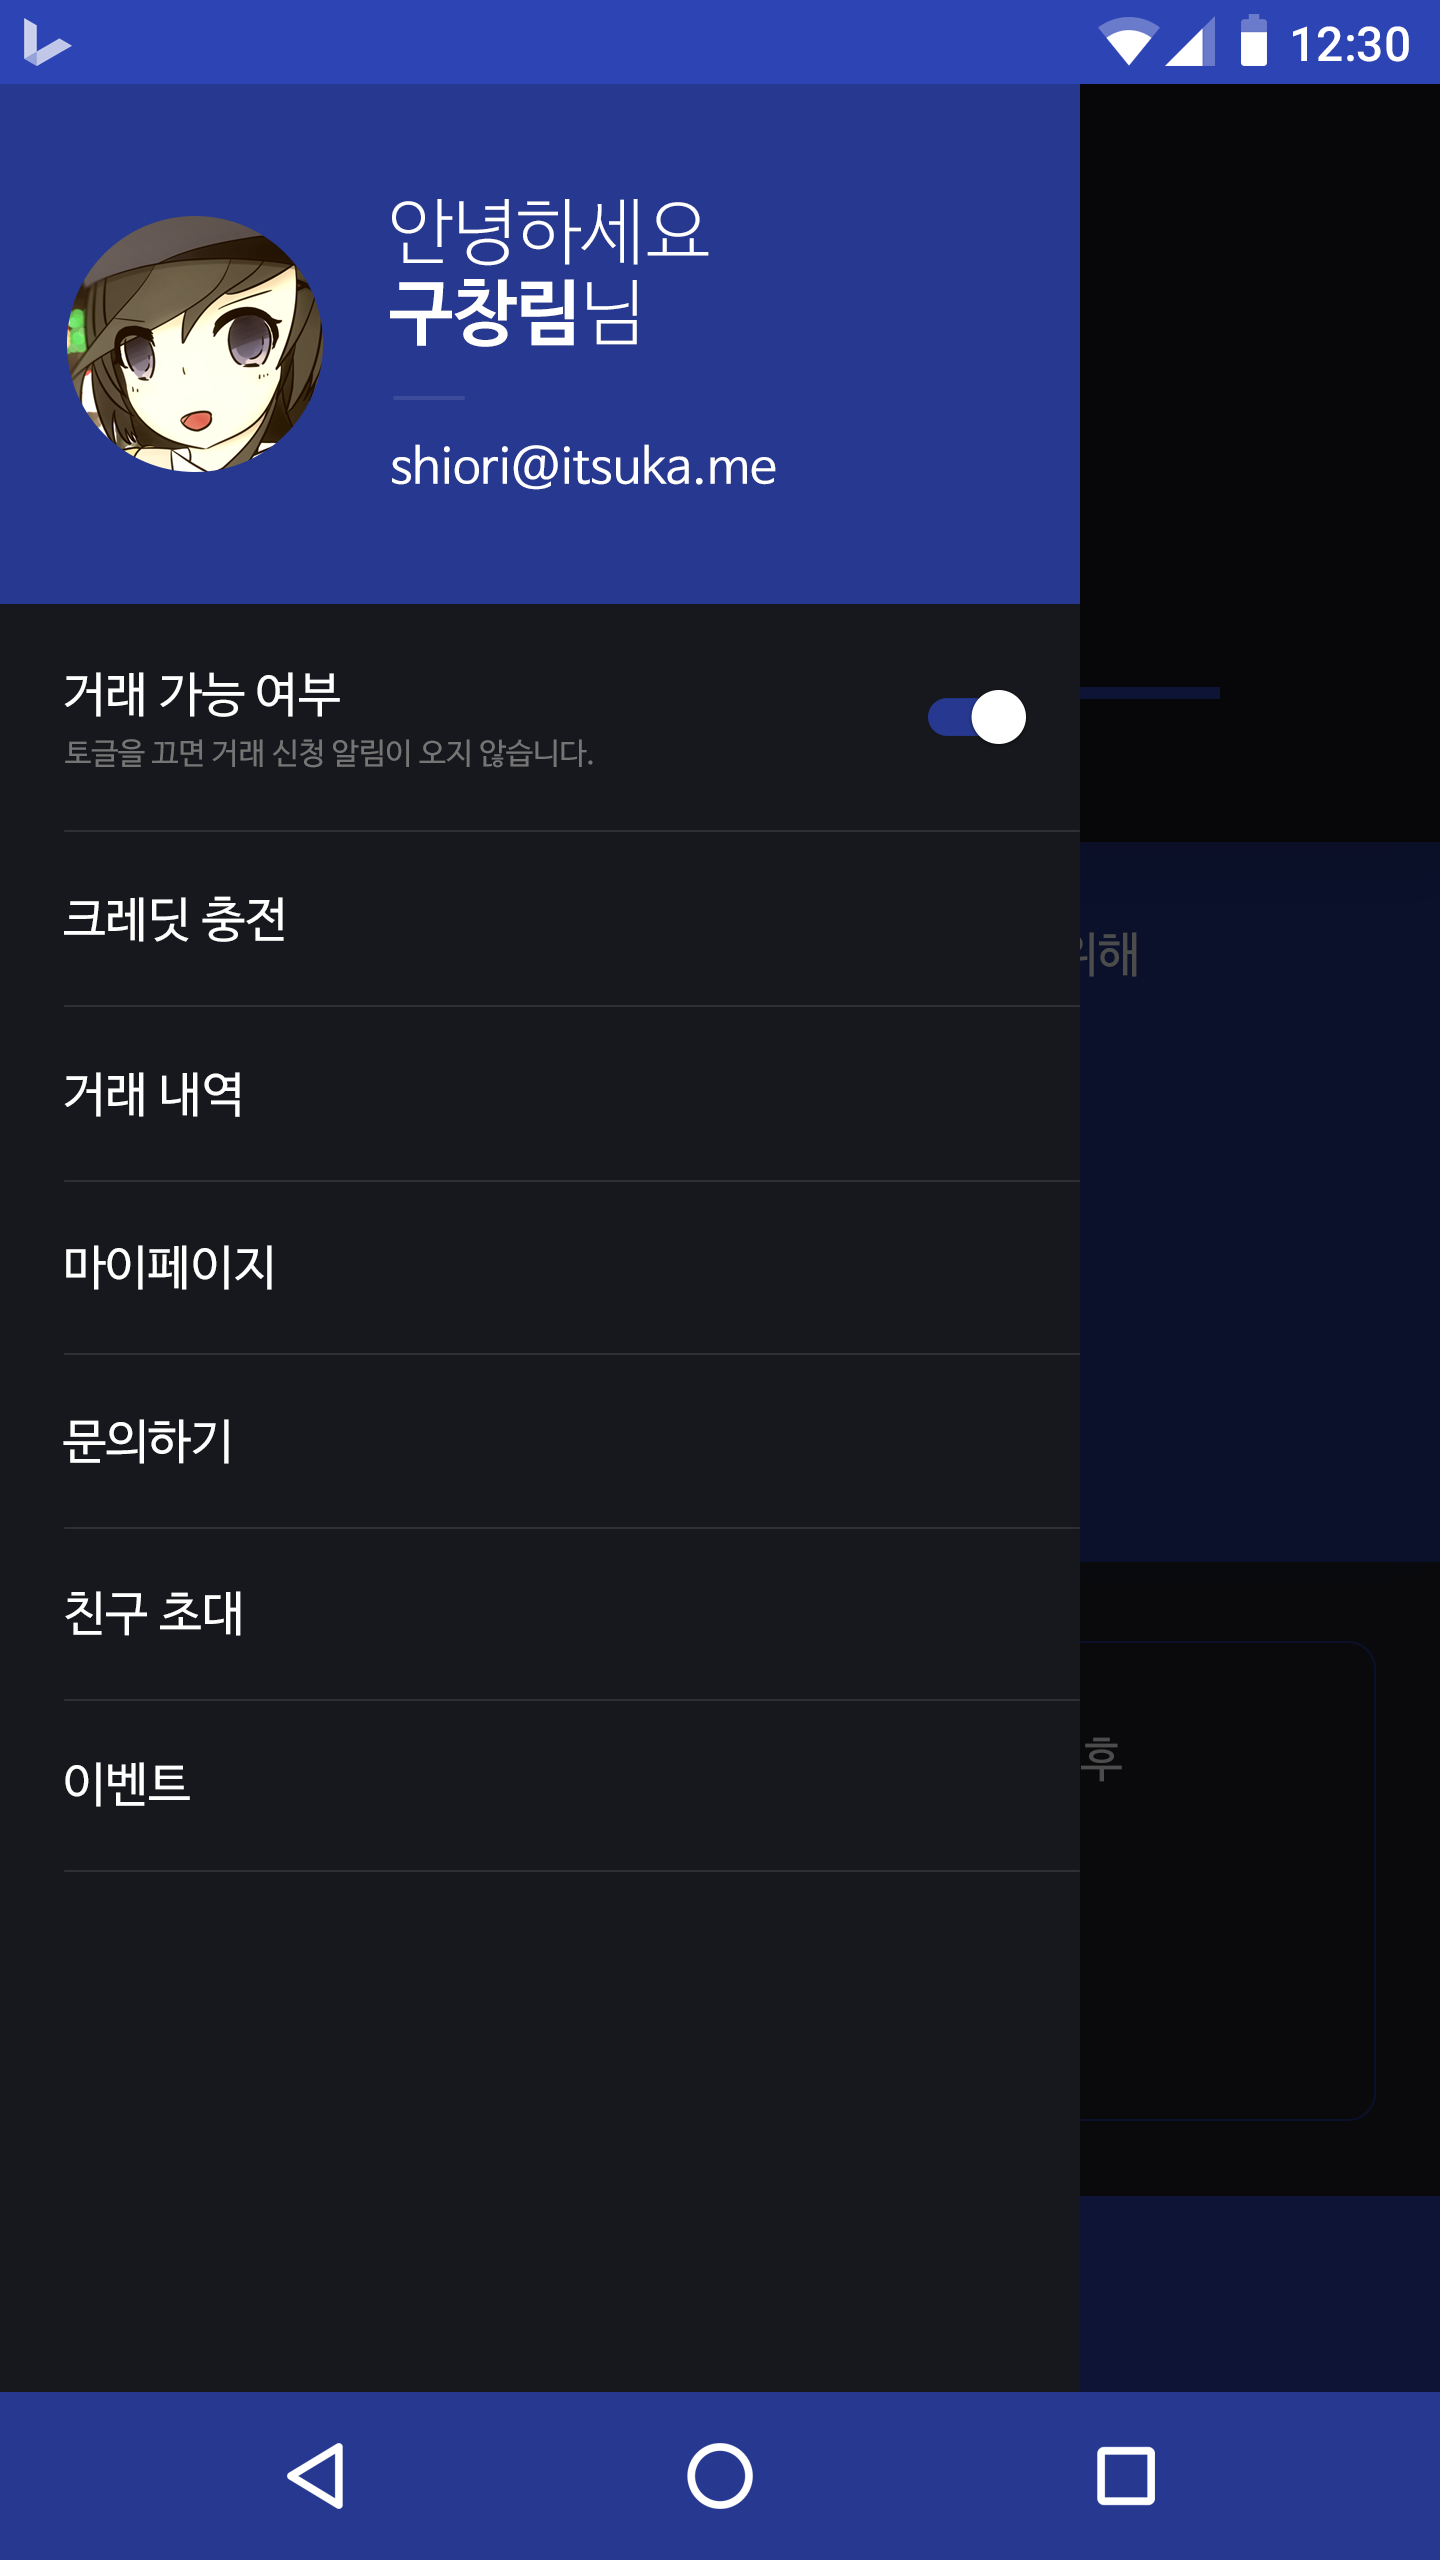 12:30
안녕하세요
구창림님
shiori@itsuka.me
거래 가능 여부
토글을 끄면 거래 신청 알림이 오지 않습니다.
크레딧 충전
위해
거래 내역
마이페이지
문의하기
친구 초대
후
이벤트